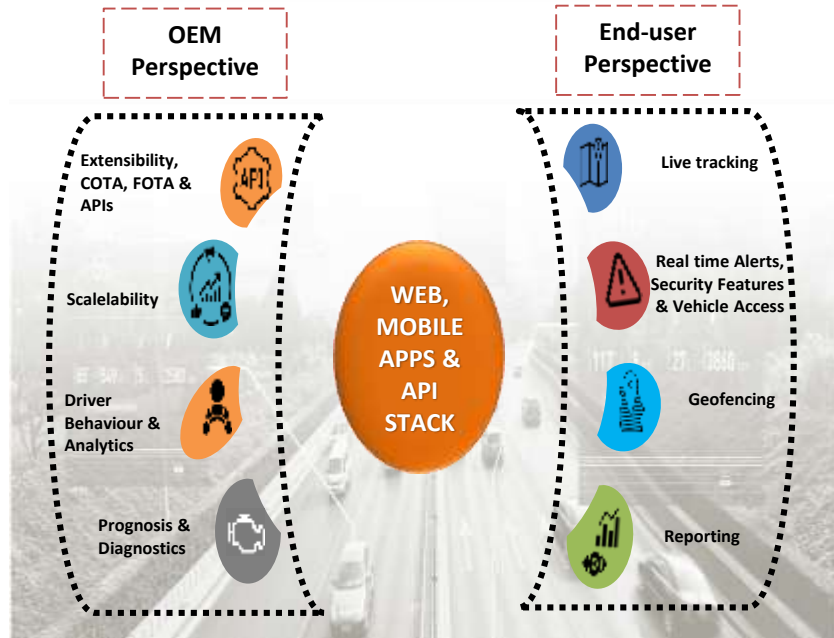 OEM
Perspective
End-user
Perspective
Extensibility,
COTA, FOTA &
APIs
API
Scalelability
Driver
Behaviour &
Analytics
Prognosis &
Diagnostics
WEB,
MOBILE
APPS &
API
STACK
Live tracking
Real time Alerts,
Security Features
& Vehicle Access
Geofencing
Reporting